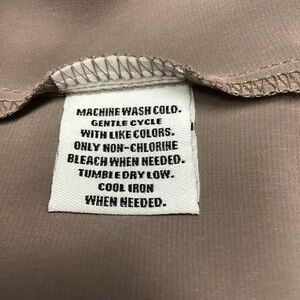 MACHINE WASH COLD.
GENTLE CYCLE
WITH LIKE COLORS.
ONLY NON-CHLORINE
BLEACH WHEN NEEDED.
TUMBLE DRY LOW.
COOL IRON
WHEN NEEDED.